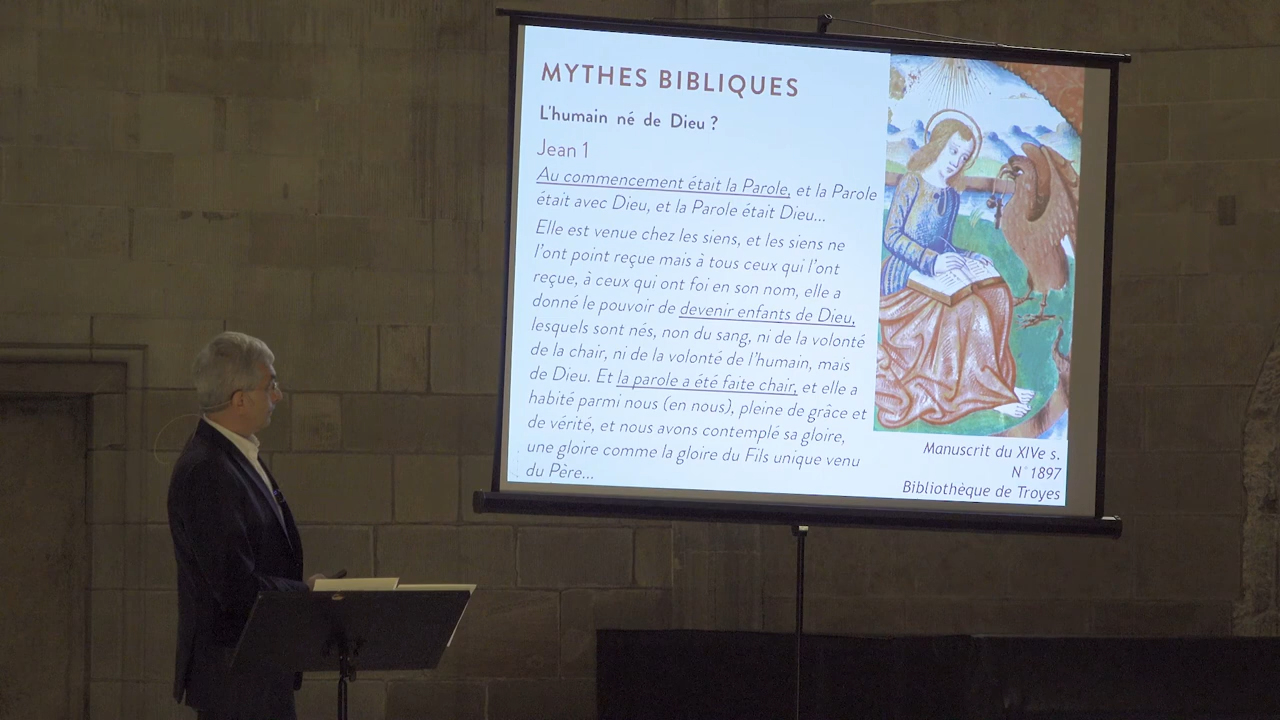 MYTHES BIBLIQUES
L'humain né de Dieu ?
Jean 1
Au commencement était la Parole, et la Parole
était avec Dieu, et la Parole était Dieu...
Elle est venue chez les siens, et les siens ne
l'ont point reçue mais à tous ceux qui l'ont
reçue, à ceux qui ont foi en son nom, elle a
donné le pouvoir de devenir enfants de Dieu,
lesquels sont nés, non du sang, ni de la volonté
de la chair, ni de la volonté de l'humain, mais
de Dieu. Et la parole a été faite chair, et elle a
habité parmi nous (en nous), pleine de grâce et
de vérité, et nous avons contemplé sa gloire,
une gloire comme la gloire du Fils unique venu
du Père...
Manuscrit du XIVe s.
N°1897
Bibliothèque de Troyes